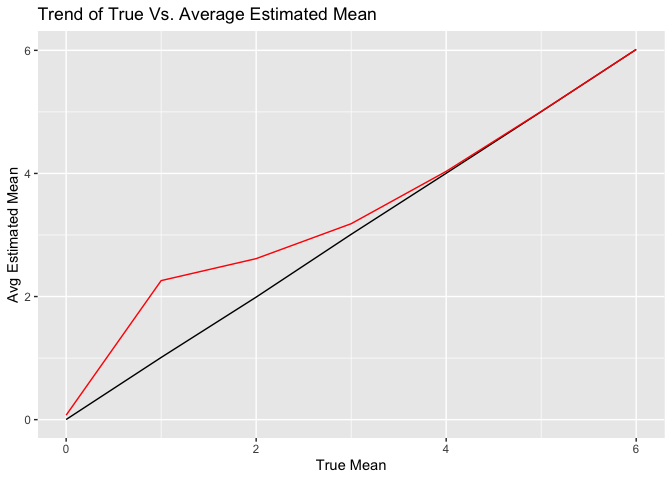 Trend of True Vs. Average Estimated Mean
6
4
2
0
Avg Estimated Mean
0 2 4 6
True Mean